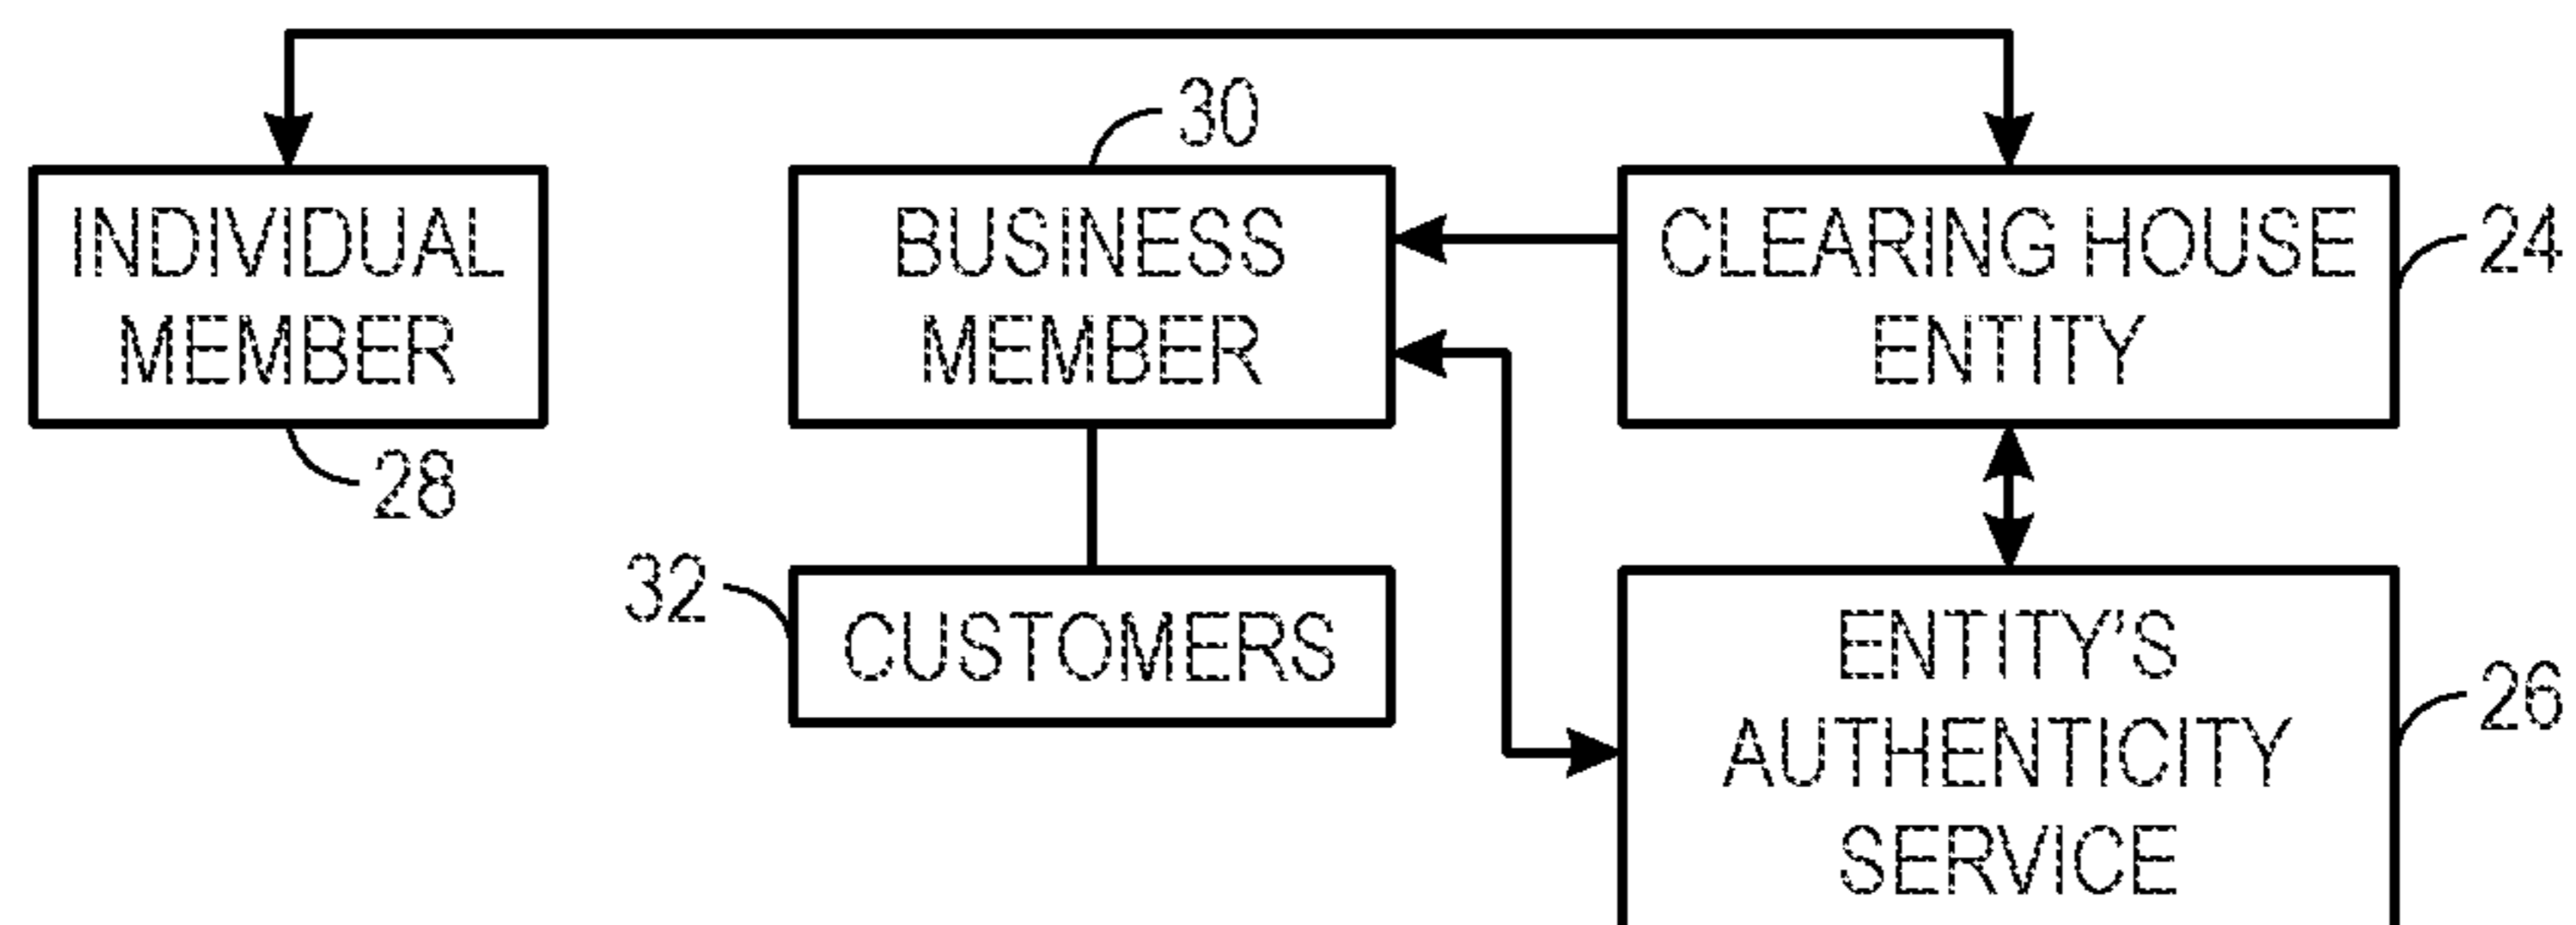 30
INDIVIDUAL
MEMBER
28
BUSINESS
MEMBER
CLEARING HOUSE
ENTITY
24
32
CUSTOMERS
ENTITY'S
AUTHENTICITY
SERVICE
26